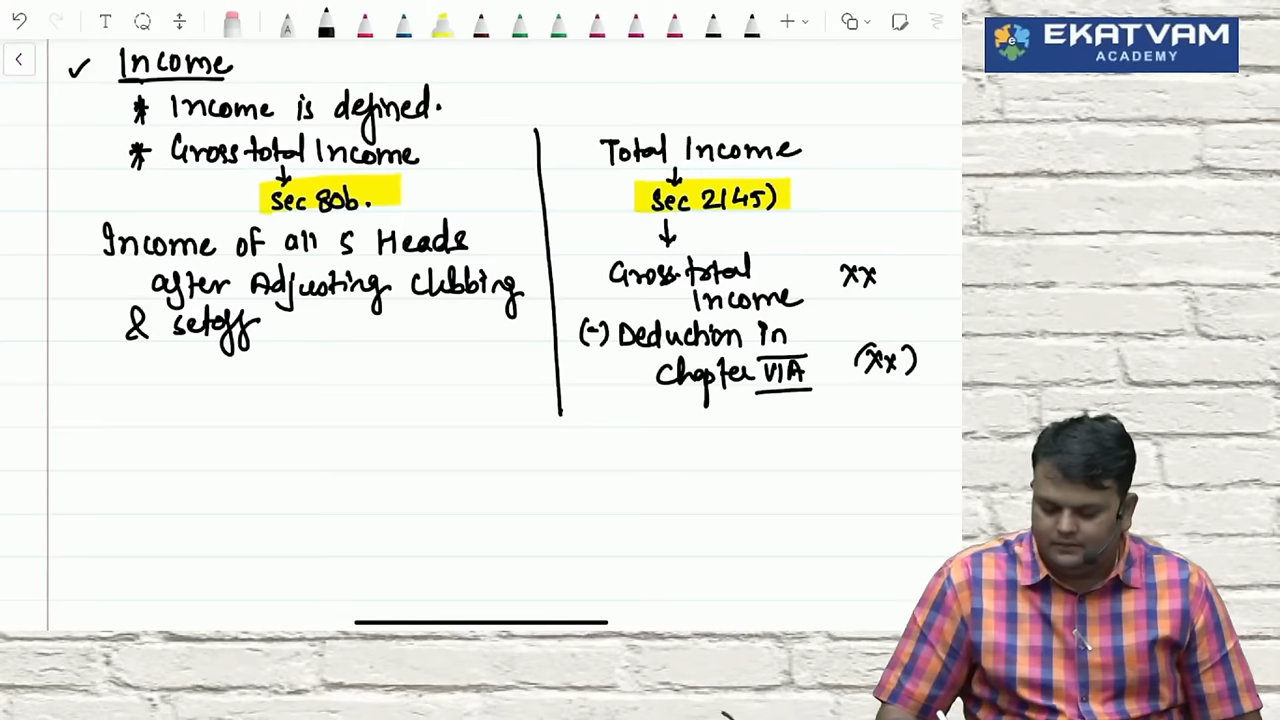 EKATVAM
ACADEMY
✓ Income
* Income is defined.
* Gross total Income
↓
Sec 80b.
Income of all 5 Heads
after Adjusting Clubbing
& setoff
Total Income
↓
Sec 2(45)
↓
Gross total xx
Income
(-) Deduction in
Chapter VIA (xx)